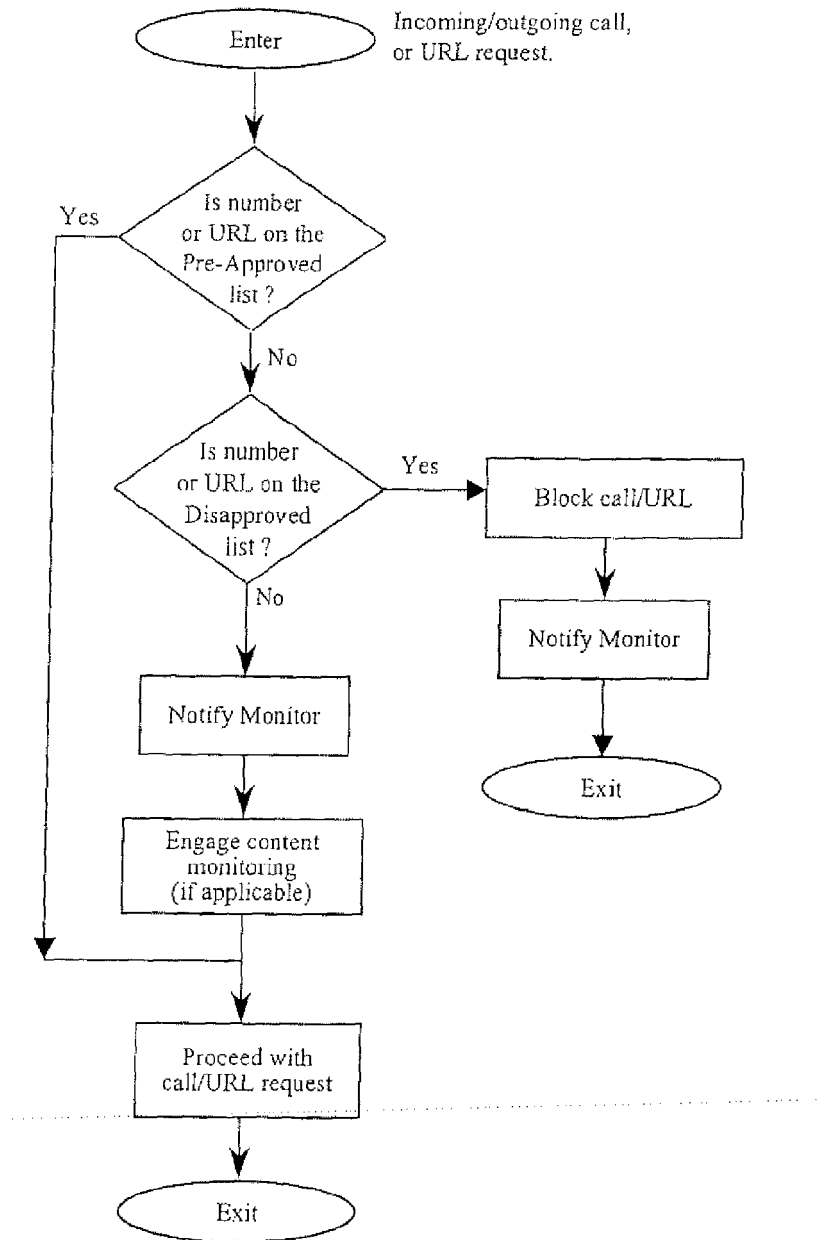 Enter
Incoming/outgoing call,
or URL request.
Is number
or URL on the
Pre-Approved
list ?
Yes
No
Is number
or URL on the
Disapproved
list ?
Yes
Block call/URL
Notify Monitor
Exit
No
Notify Monitor
Engage content
monitoring
(if applicable)
Proceed with
call/URL request
Exit